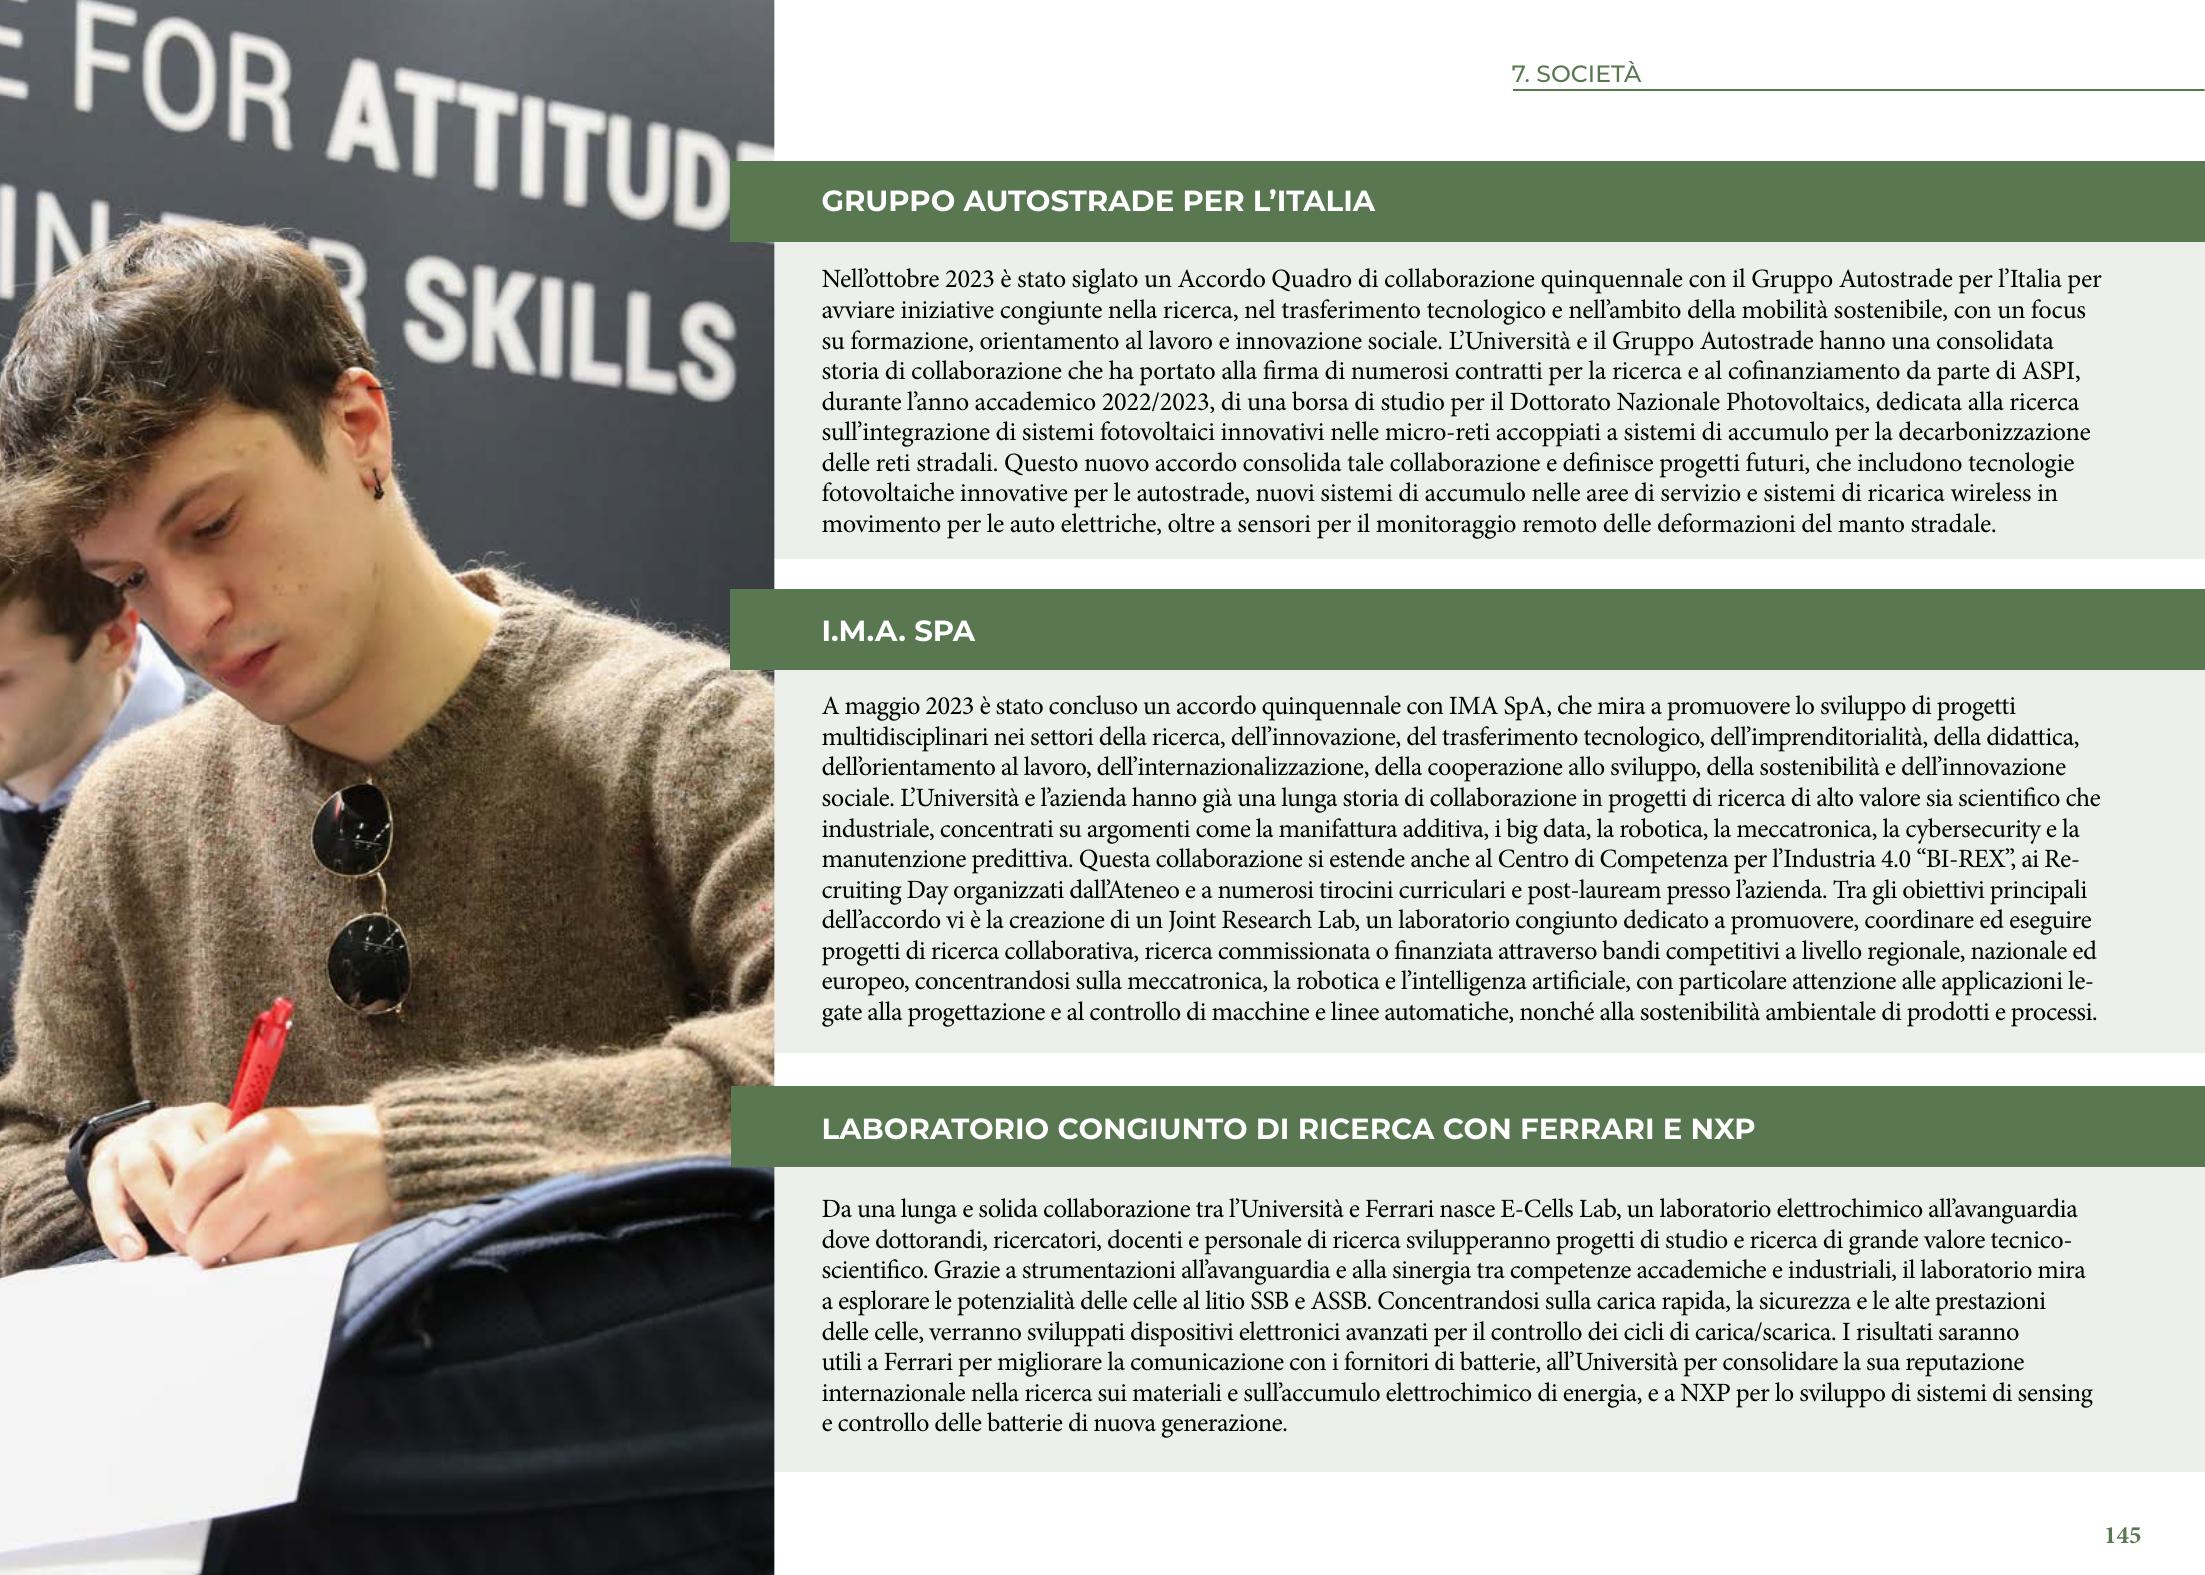 E FOR ATTITUDE
IN FOR SKILLS
7. SOCIETÀ
GRUPPO AUTOSTRADE PER L’ITALIA
Nell’ottobre 2023 è stato siglato un Accordo Quadro di collaborazione quinquennale con il Gruppo Autostrade per l’Italia per
avviare iniziative congiunte nella ricerca, nel trasferimento tecnologico e nell’ambito della mobilità sostenibile, con un focus
su formazione, orientamento al lavoro e innovazione sociale. L’Università e il Gruppo Autostrade hanno una consolidata
storia di collaborazione che ha portato alla firma di numerosi contratti per la ricerca e al cofinanziamento da parte di ASPI,
durante l’anno accademico 2022/2023, di una borsa di studio per il Dottorato Nazionale Photovoltaics, dedicata alla ricerca
sull’integrazione di sistemi fotovoltaici innovativi nelle micro-reti accoppiati a sistemi di accumulo per la decarbonizzazione
delle reti stradali. Questo nuovo accordo consolida tale collaborazione e definisce progetti futuri, che includono tecnologie
fotovoltaiche innovative per le autostrade, nuovi sistemi di accumulo nelle aree di servizio e sistemi di ricarica wireless in
movimento per le auto elettriche, oltre a sensori per il monitoraggio remoto delle deformazioni del manto stradale.
I.M.A. SPA
A maggio 2023 è stato concluso un accordo quinquennale con IMA SpA, che mira a promuovere lo sviluppo di progetti
multidisciplinari nei settori della ricerca, dell’innovazione, del trasferimento tecnologico, dell’imprenditorialità, della didattica,
dell’orientamento al lavoro, dell’internazionalizzazione, della cooperazione allo sviluppo, della sostenibilità e dell’innovazione
sociale. L’Università e l’azienda hanno già una lunga storia di collaborazione in progetti di ricerca di alto valore sia scientifico che
industriale, concentrati su argomenti come la manifattura additiva, i big data, la robotica, la meccatronica, la cybersecurity e la
manutenzione predittiva. Questa collaborazione si estende anche al Centro di Competenza per l’Industria 4.0 “BI-REX”, ai Re-
cruiting Day organizzati dall’Ateneo e a numerosi tirocini curriculari e post-lauream presso l’azienda. Tra gli obiettivi principali
dell’accordo vi è la creazione di un Joint Research Lab, un laboratorio congiunto dedicato a promuovere, coordinare ed eseguire
progetti di ricerca collaborativa, ricerca commissionata o finanziata attraverso bandi competitivi a livello regionale, nazionale ed
europeo, concentrandosi sulla meccatronica, la robotica e l’intelligenza artificiale, con particolare attenzione alle applicazioni le-
gate alla progettazione e al controllo di macchine e linee automatiche, nonché alla sostenibilità ambientale di prodotti e processi.
LABORATORIO CONGIUNTO DI RICERCA CON FERRARI E NXP
Da una lunga e solida collaborazione tra l’Università e Ferrari nasce E-Cells Lab, un laboratorio elettrochimico all’avanguardia
dove dottorandi, ricercatori, docenti e personale di ricerca svilupperanno progetti di studio e ricerca di grande valore tecnico-
scientifico. Grazie a strumentazioni all’avanguardia e alla sinergia tra competenze accademiche e industriali, il laboratorio mira
a esplorare le potenzialità delle celle al litio SSB e ASSB. Concentrandosi sulla carica rapida, la sicurezza e le alte prestazioni
delle celle, verranno sviluppati dispositivi elettronici avanzati per il controllo dei cicli di carica/scarica. I risultati saranno
utili a Ferrari per migliorare la comunicazione con i fornitori di batterie, all’Università per consolidare la sua reputazione
internazionale nella ricerca sui materiali e sull’accumulo elettrochimico di energia, e a NXP per lo sviluppo di sistemi di sensing
e controllo delle batterie di nuova generazione.
145